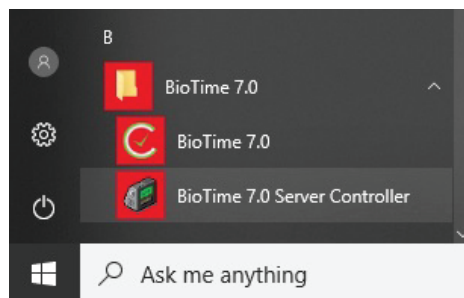 B
BioTime 7.0
BioTime 7.0
BioTime 7.0 Server Controller
Ask me anything